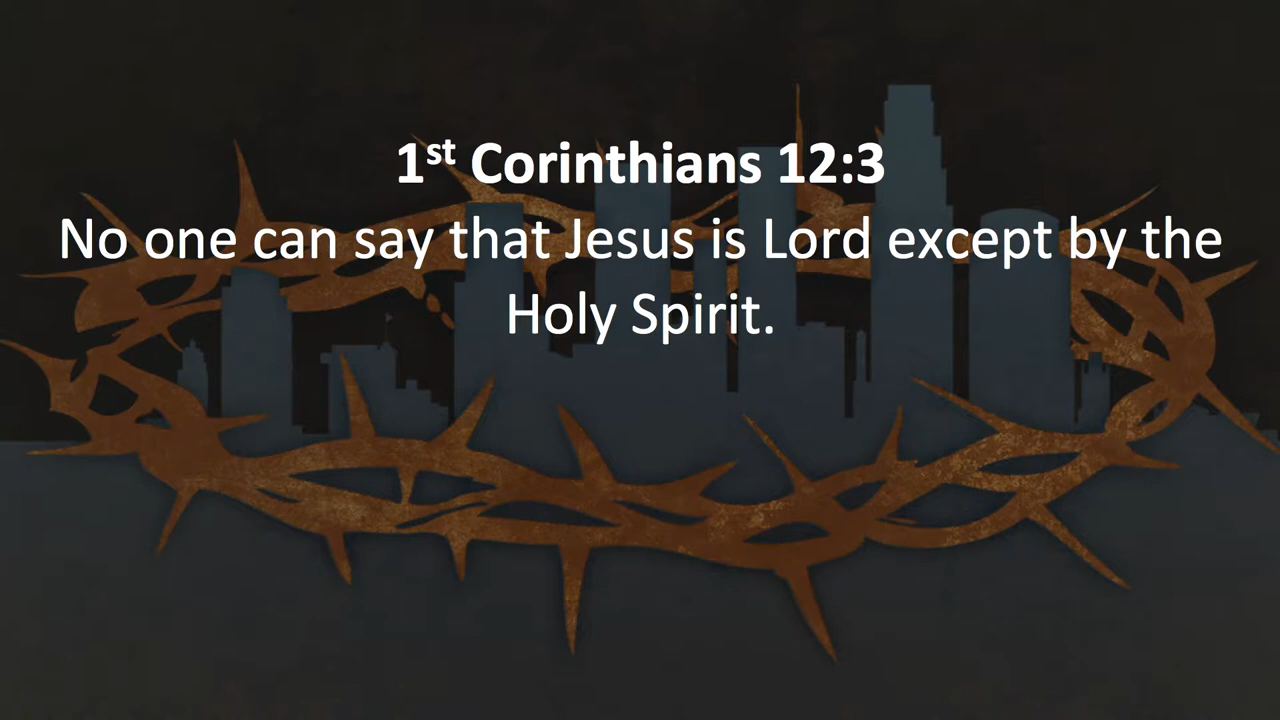 1st Corinthians 12:3
No one can say that Jesus is Lord except by the
Holy Spirit.